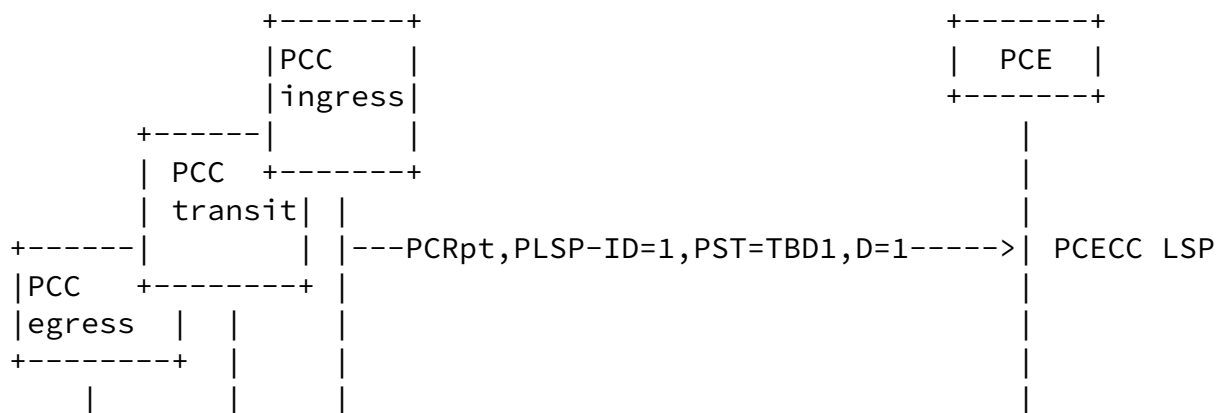 PCC
PCE
ingress
PCC
transit
---PCRpt,PLSP-ID=1,PST=TBD1,D=1----->
PCECC LSP
PCC
egress